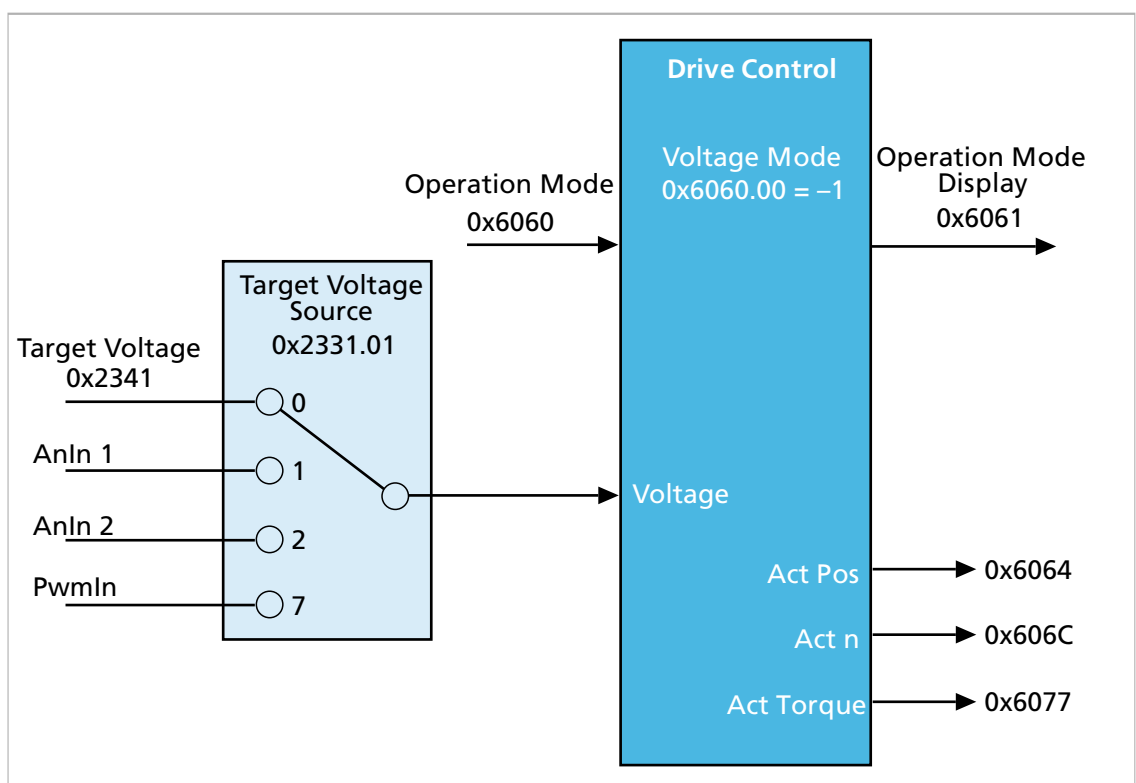 Drive Control
Voltage Mode
0x6060.00 = –1
Operation Mode
0x6060
Operation Mode
Display
0x6061
Target Voltage
Source
0x2331.01
Target Voltage
0x2341
0
AnIn 1
1
AnIn 2
2
PwmIn
7
Voltage
Act Pos
0x6064
Act n
0x606C
Act Torque
0x6077